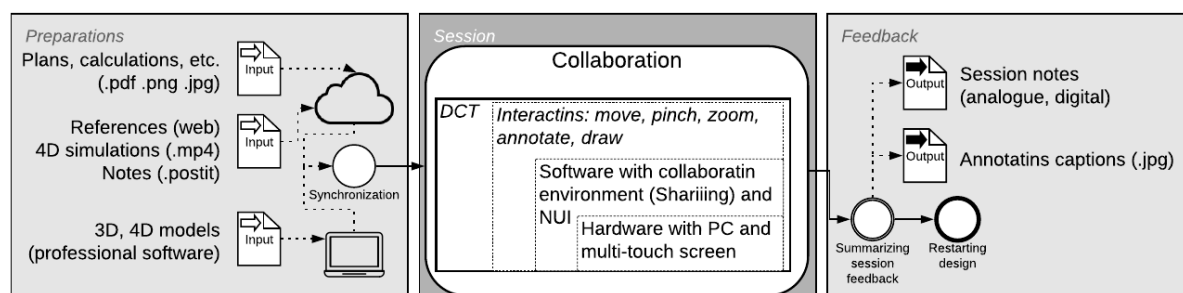 Preparations
Plans, calculations, etc.
(.pdf .png .jpg)
Input
References (web)
4D simulations (.mp4)
Notes (.postit)
Input
Synchronization
3D, 4D models
(professional software)
Input
Session
Collaboration
DCT
Interactins: move, pinch, zoom,
annotate, draw
Software with collaboratin
environment (Shariiing) and
NUI
Hardware with PC and
multi-touch screen
Feedback
Output
Session notes
(analogue, digital)
Output
Annotatins captions (.jpg)
Summarizing
session
feedback
Restarting
design